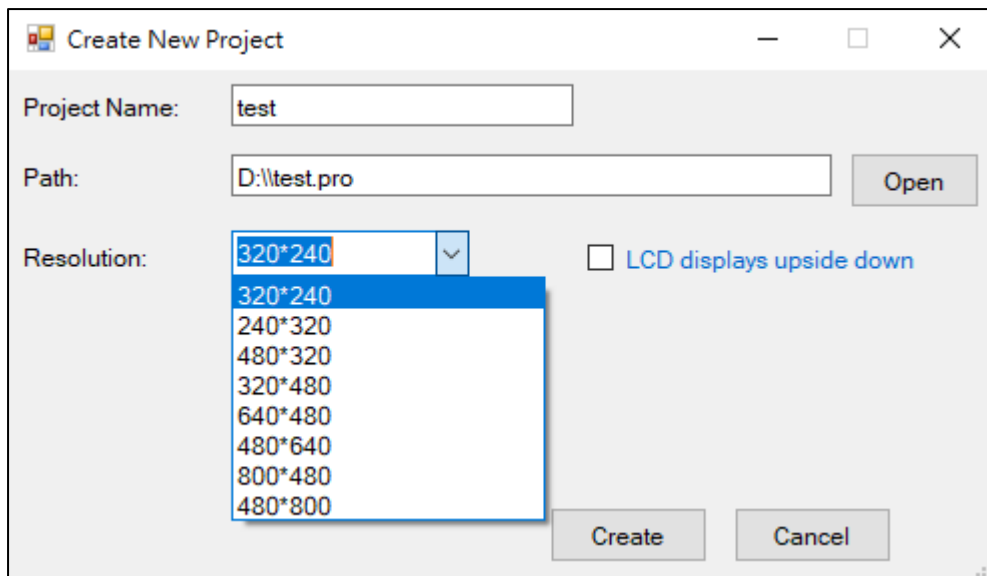 Create New Project
Project Name: test
Path: D:\\test.pro Open
Resolution: 320*240 LCD displays upside down
320*240
240*320
480*320
320*480
640*480
480*640
800*480
480*800
Create Cancel